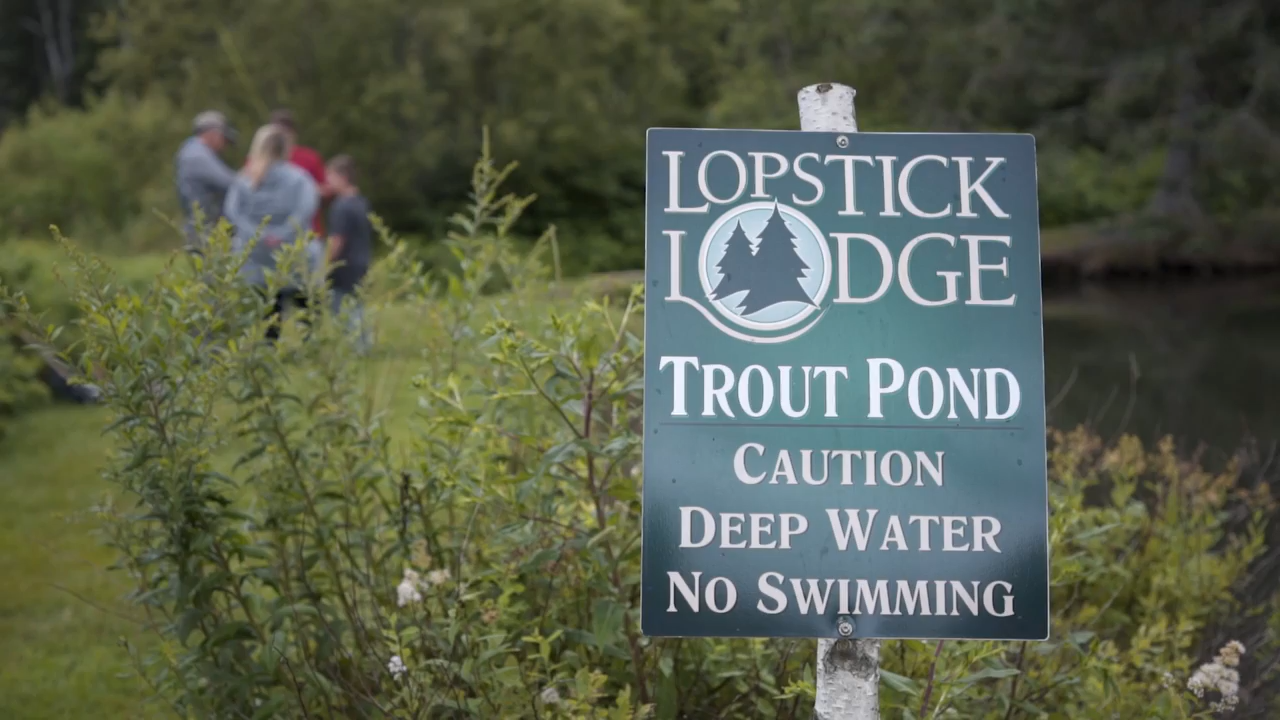 LOPSTICK
LODGE
TROUT POND
CAUTION
DEEP WATER
NO SWIMMING